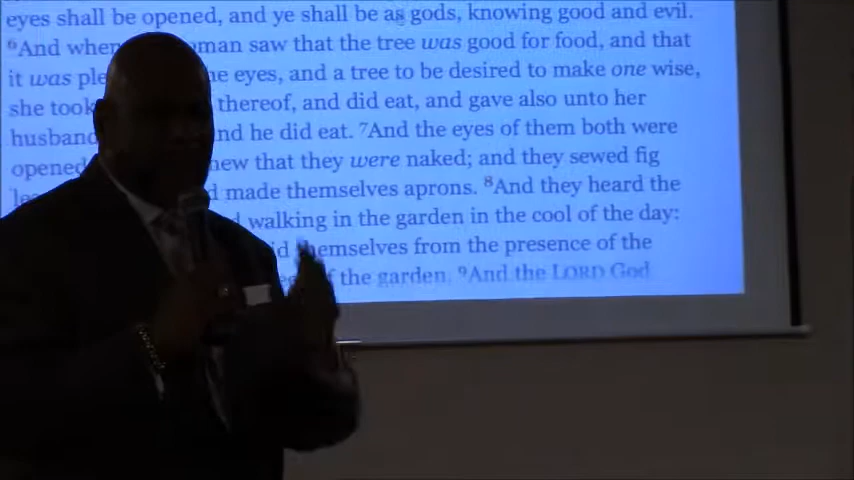 eyes shall be opened, and ye shall be as gods, knowing good and evil.
⁶And when woman saw that the tree was good for food, and that
it was the eyes, and a tree to be desired to make one wise,
she took thereof, and did eat, and gave also unto her
husband and he did eat. ⁷And the eyes of them both were
opened that they were naked; and they sewed fig
made themselves aprons. ⁸And they heard the
walking in the garden in the cool of the day:
themselves from the presence of the
of the garden. ⁹And the LORD God